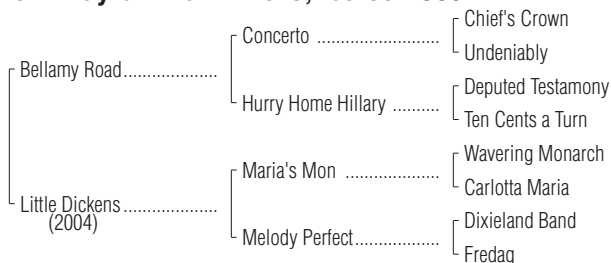 Chief's Crown
Concerto ..................
Undeniably
Bellamy Road...................
Deputed Testamony
Hurry Home Hillary ..........
Ten Cents a Turn
Wavering Monarch
Maria's Mon ................
Carlotta Maria
Little Dickens...................
(2004)
Dixieland Band
Melody Perfect.................
Fredaq